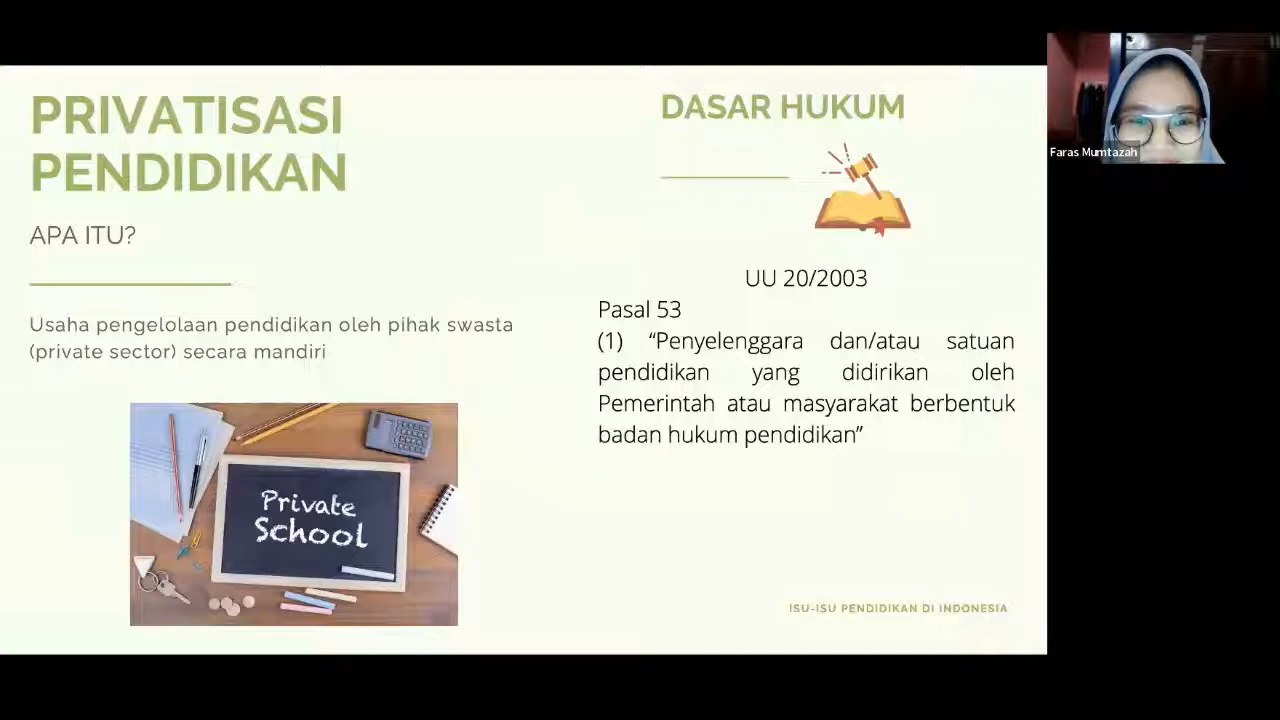 PRIVATISASI
PENDIDIKAN
APA ITU?
Usaha pengelolaan pendidikan oleh pihak swasta
(private sector) secara mandiri
Private
School
DASAR HUKUM
UU 20/2003
Pasal 53
(1) “Penyelenggara dan/atau satuan
pendidikan yang didirikan oleh
Pemerintah atau masyarakat berbentuk
badan hukum pendidikan”
ISU-ISU PENDIDIKAN DI INDONESIA
Faras Mumtazah